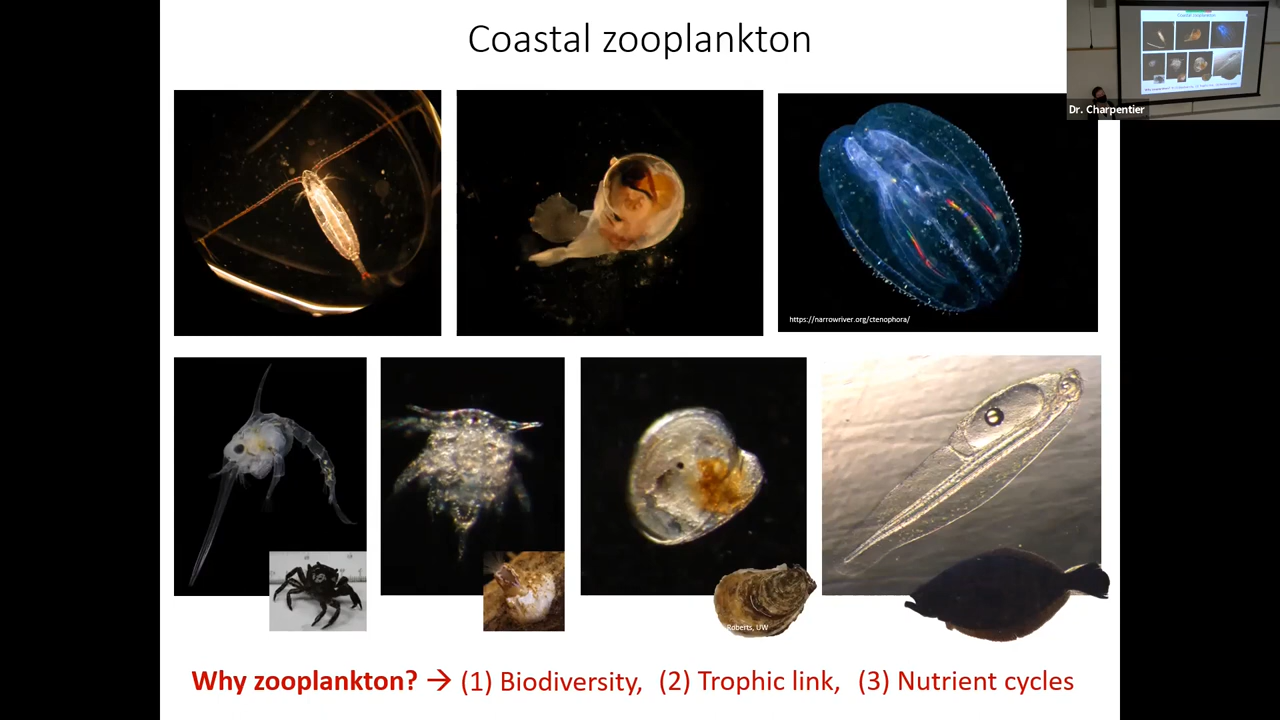 Coastal zooplankton
Dr. Charpentier
https://narrowriver.org/ctenophora/
Roberts, UW
Why zooplankton? → (1) Biodiversity, (2) Trophic link, (3) Nutrient cycles